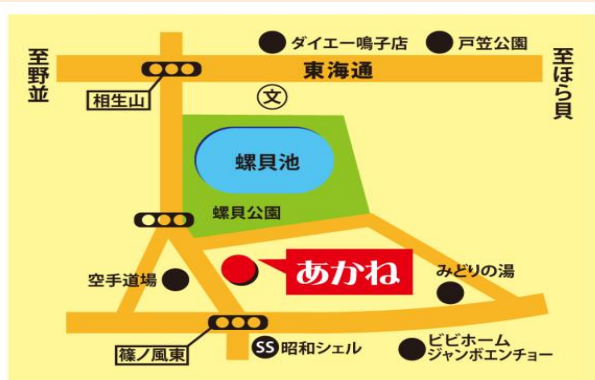 ダイエー鳴子店
戸笠公園
至野並
東海通
至ほら貝
相生山
文
螺貝池
螺貝公園
あかね
空手道場
みどりの湯
篠ノ風東
SS 昭和シェル
ビビホーム
ジャンボエンチョー